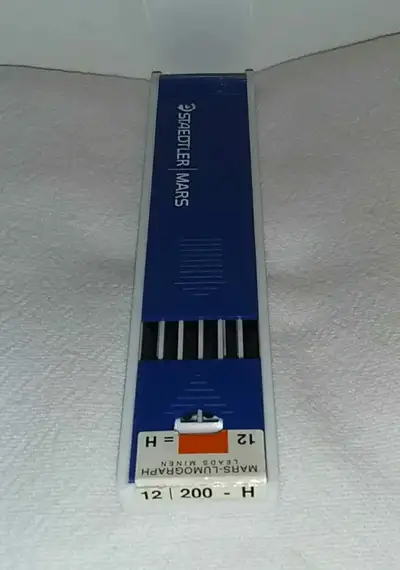 STAEDTLER | MARS
12 = H
MARS-LUMOGRAPH
LEADS MINEN
12 | 200 - H